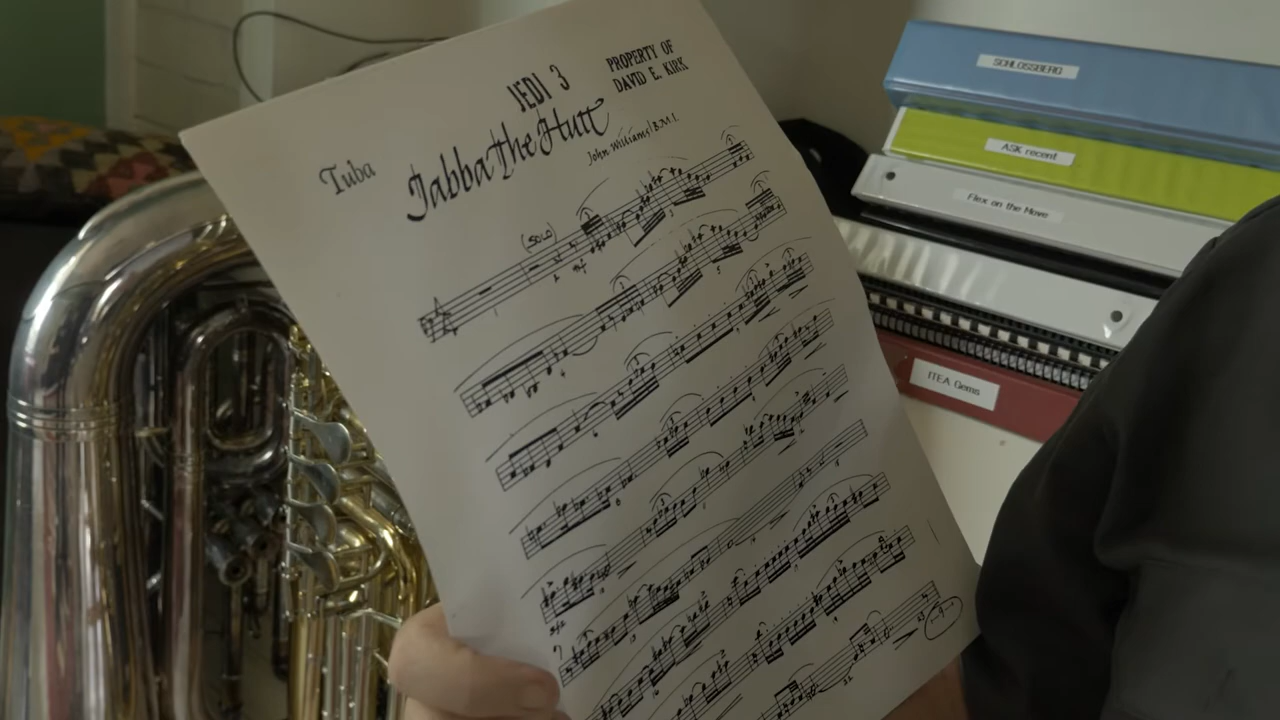 JEDI 3
PROPERTY OF
DAVID E. KIRK
Tuba
Jabba The Hutt
John Williams/B.M.I.
(SOLO)
SCHLOSSBERG
ASK recent
Flex on the Move
ITEA Gems